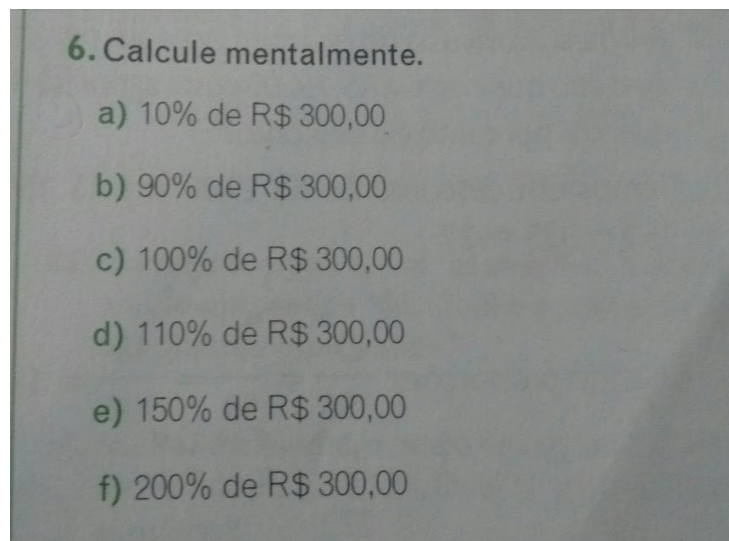 6. Calcule mentalmente.
a) 10% de R$ 300,00
b) 90% de R$ 300,00
c) 100% de R$ 300,00
d) 110% de R$ 300,00
e) 150% de R$ 300,00
f) 200% de R$ 300,00